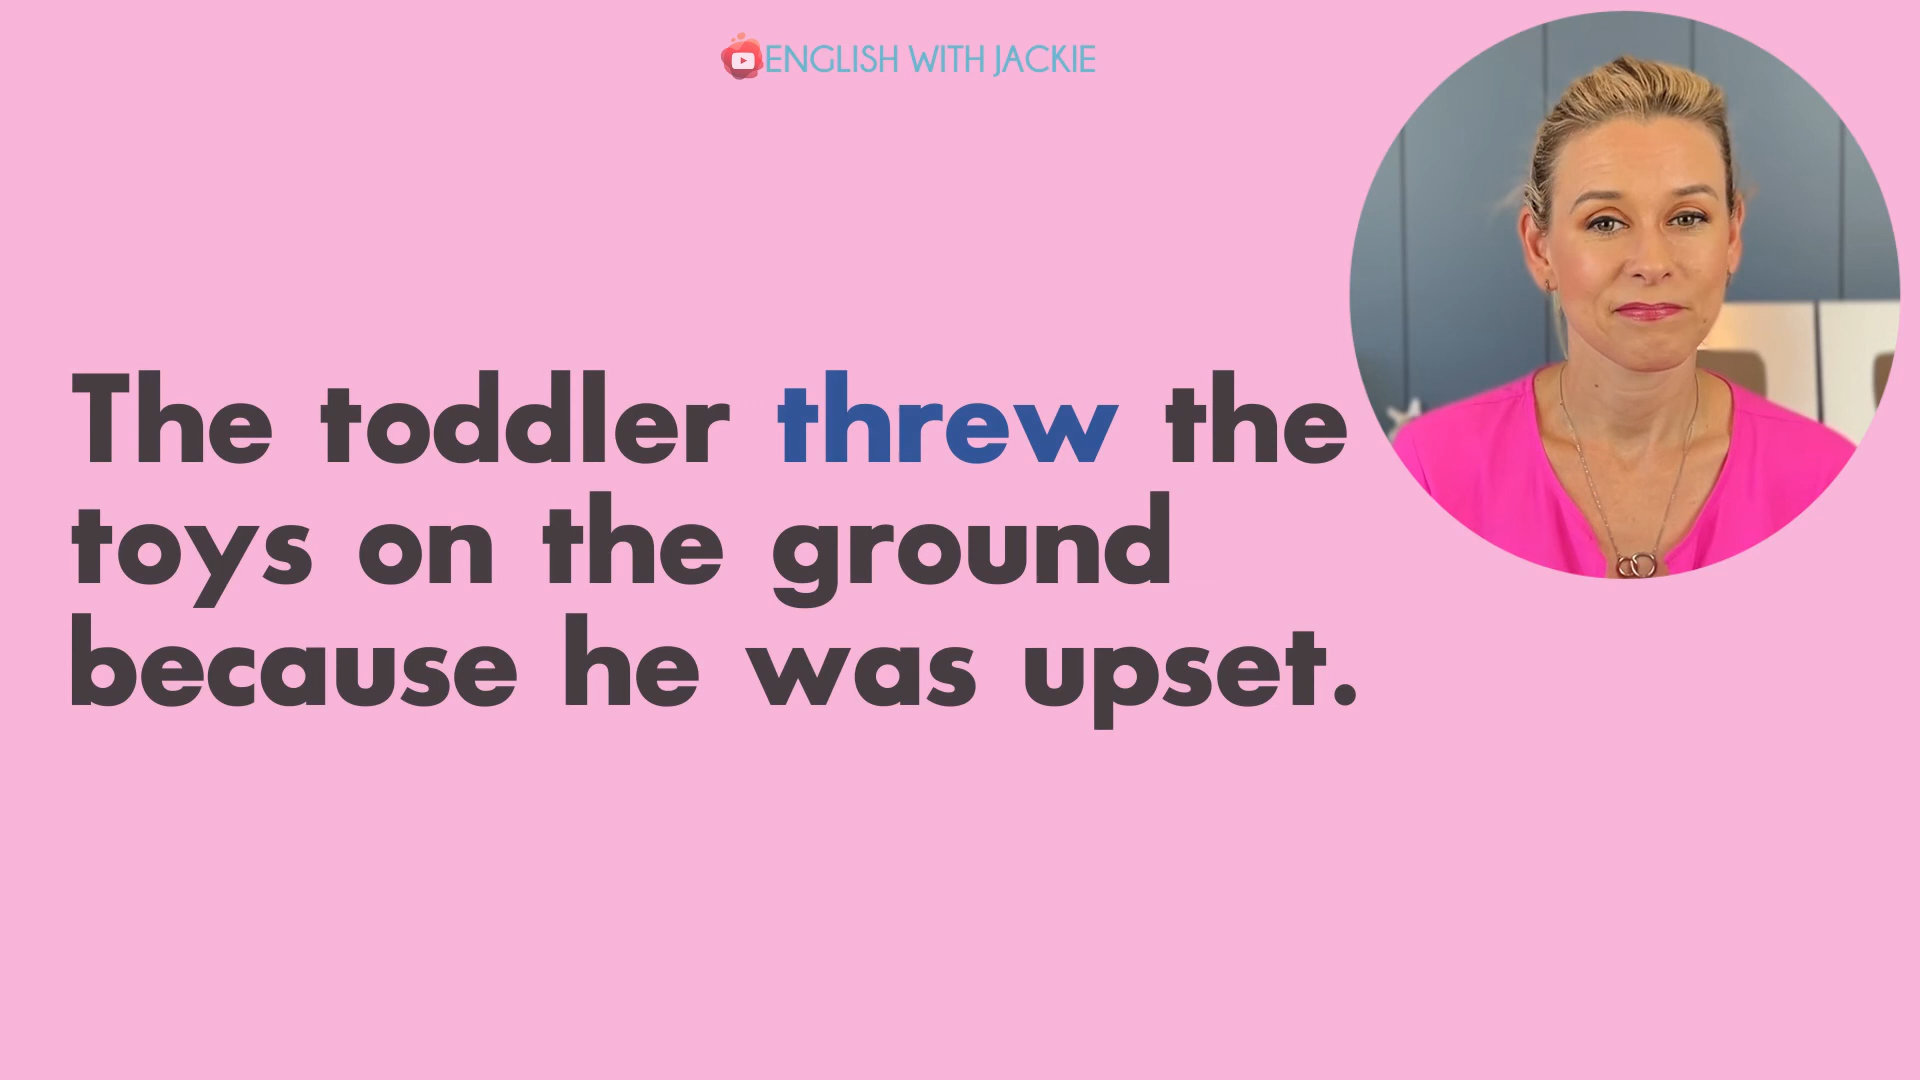 ENGLISH WITH JACKIE
The toddler threw the
toys on the ground
because he was upset.